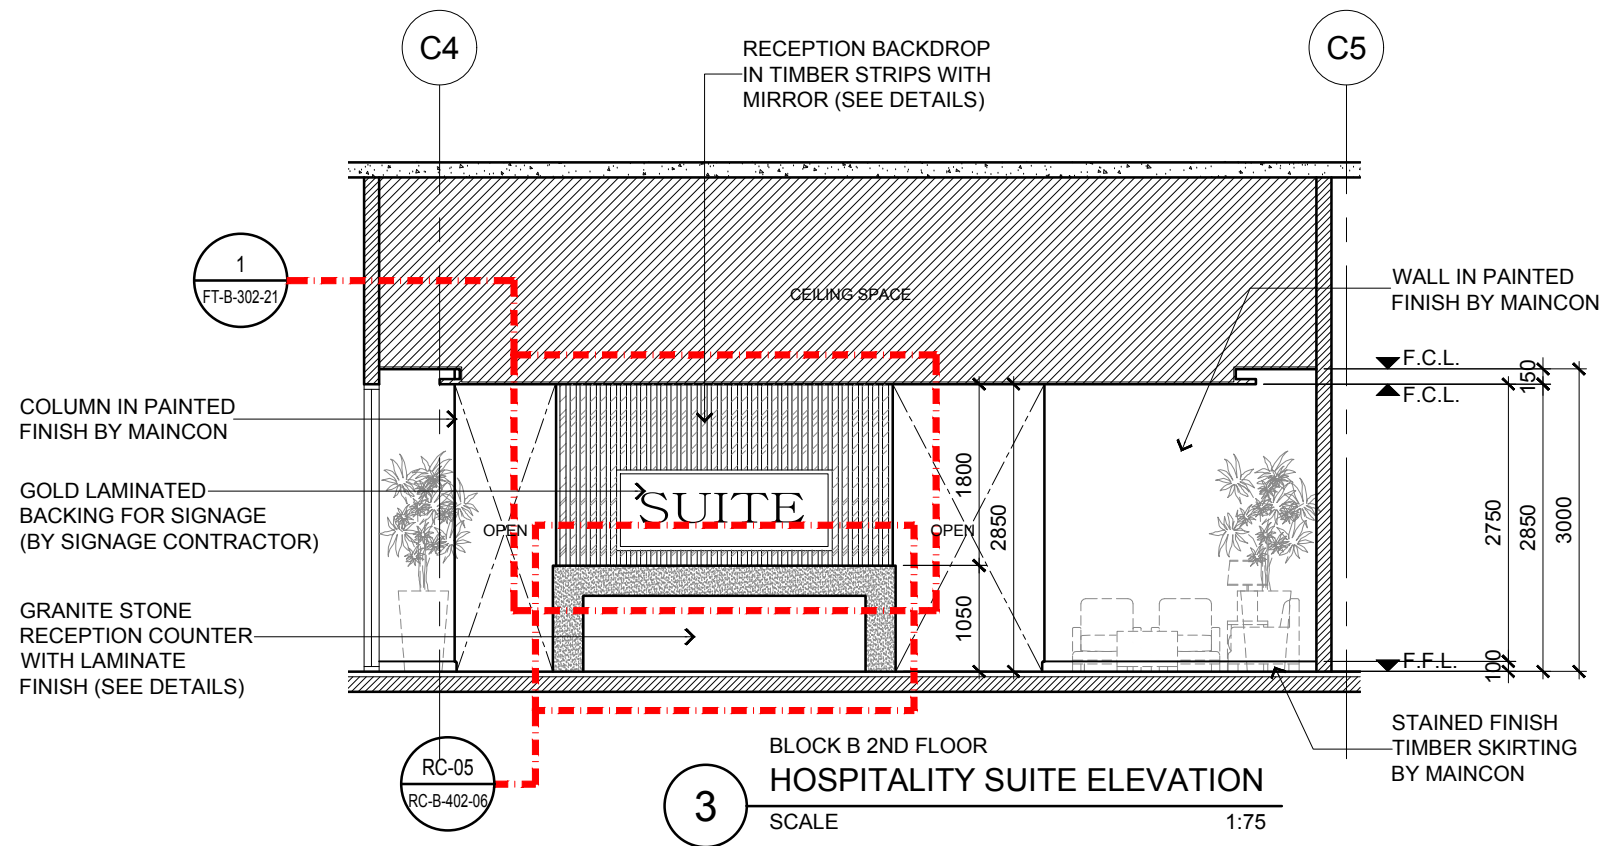 C4
C5
RECEPTION BACKDROP
IN TIMBER STRIPS WITH
MIRROR (SEE DETAILS)
1
FT-B-302-21
CEILING SPACE
WALL IN PAINTED
FINISH BY MAINCON
F.C.L.
F.C.L.
150
COLUMN IN PAINTED
FINISH BY MAINCON
GOLD LAMINATED
BACKING FOR SIGNAGE
(BY SIGNAGE CONTRACTOR)
SUITE
OPEN
OPEN
1800
2850
1050
2750
2850
3000
GRANITE STONE
RECEPTION COUNTER
WITH LAMINATE
FINISH (SEE DETAILS)
F.F.L.
100
STAINED FINISH
TIMBER SKIRTING
BY MAINCON
RC-05
RC-B-402-06
3
BLOCK B 2ND FLOOR
HOSPITALITY SUITE ELEVATION
SCALE 1:75